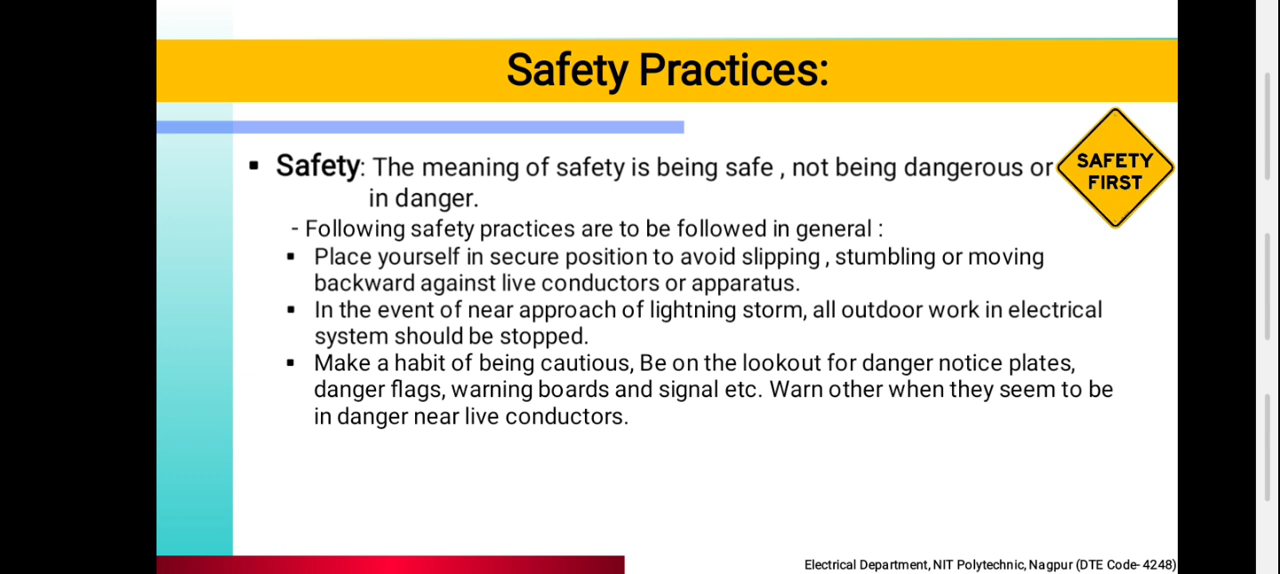 Safety Practices:
▪ Safety: The meaning of safety is being safe , not being dangerous or
in danger.
SAFETY
FIRST
- Following safety practices are to be followed in general :
▪ Place yourself in secure position to avoid slipping , stumbling or moving
backward against live conductors or apparatus.
▪ In the event of near approach of lightning storm, all outdoor work in electrical
system should be stopped.
▪ Make a habit of being cautious, Be on the lookout for danger notice plates,
danger flags, warning boards and signal etc. Warn other when they seem to be
in danger near live conductors.
Electrical Department, NIT Polytechnic, Nagpur (DTE Code- 4248)